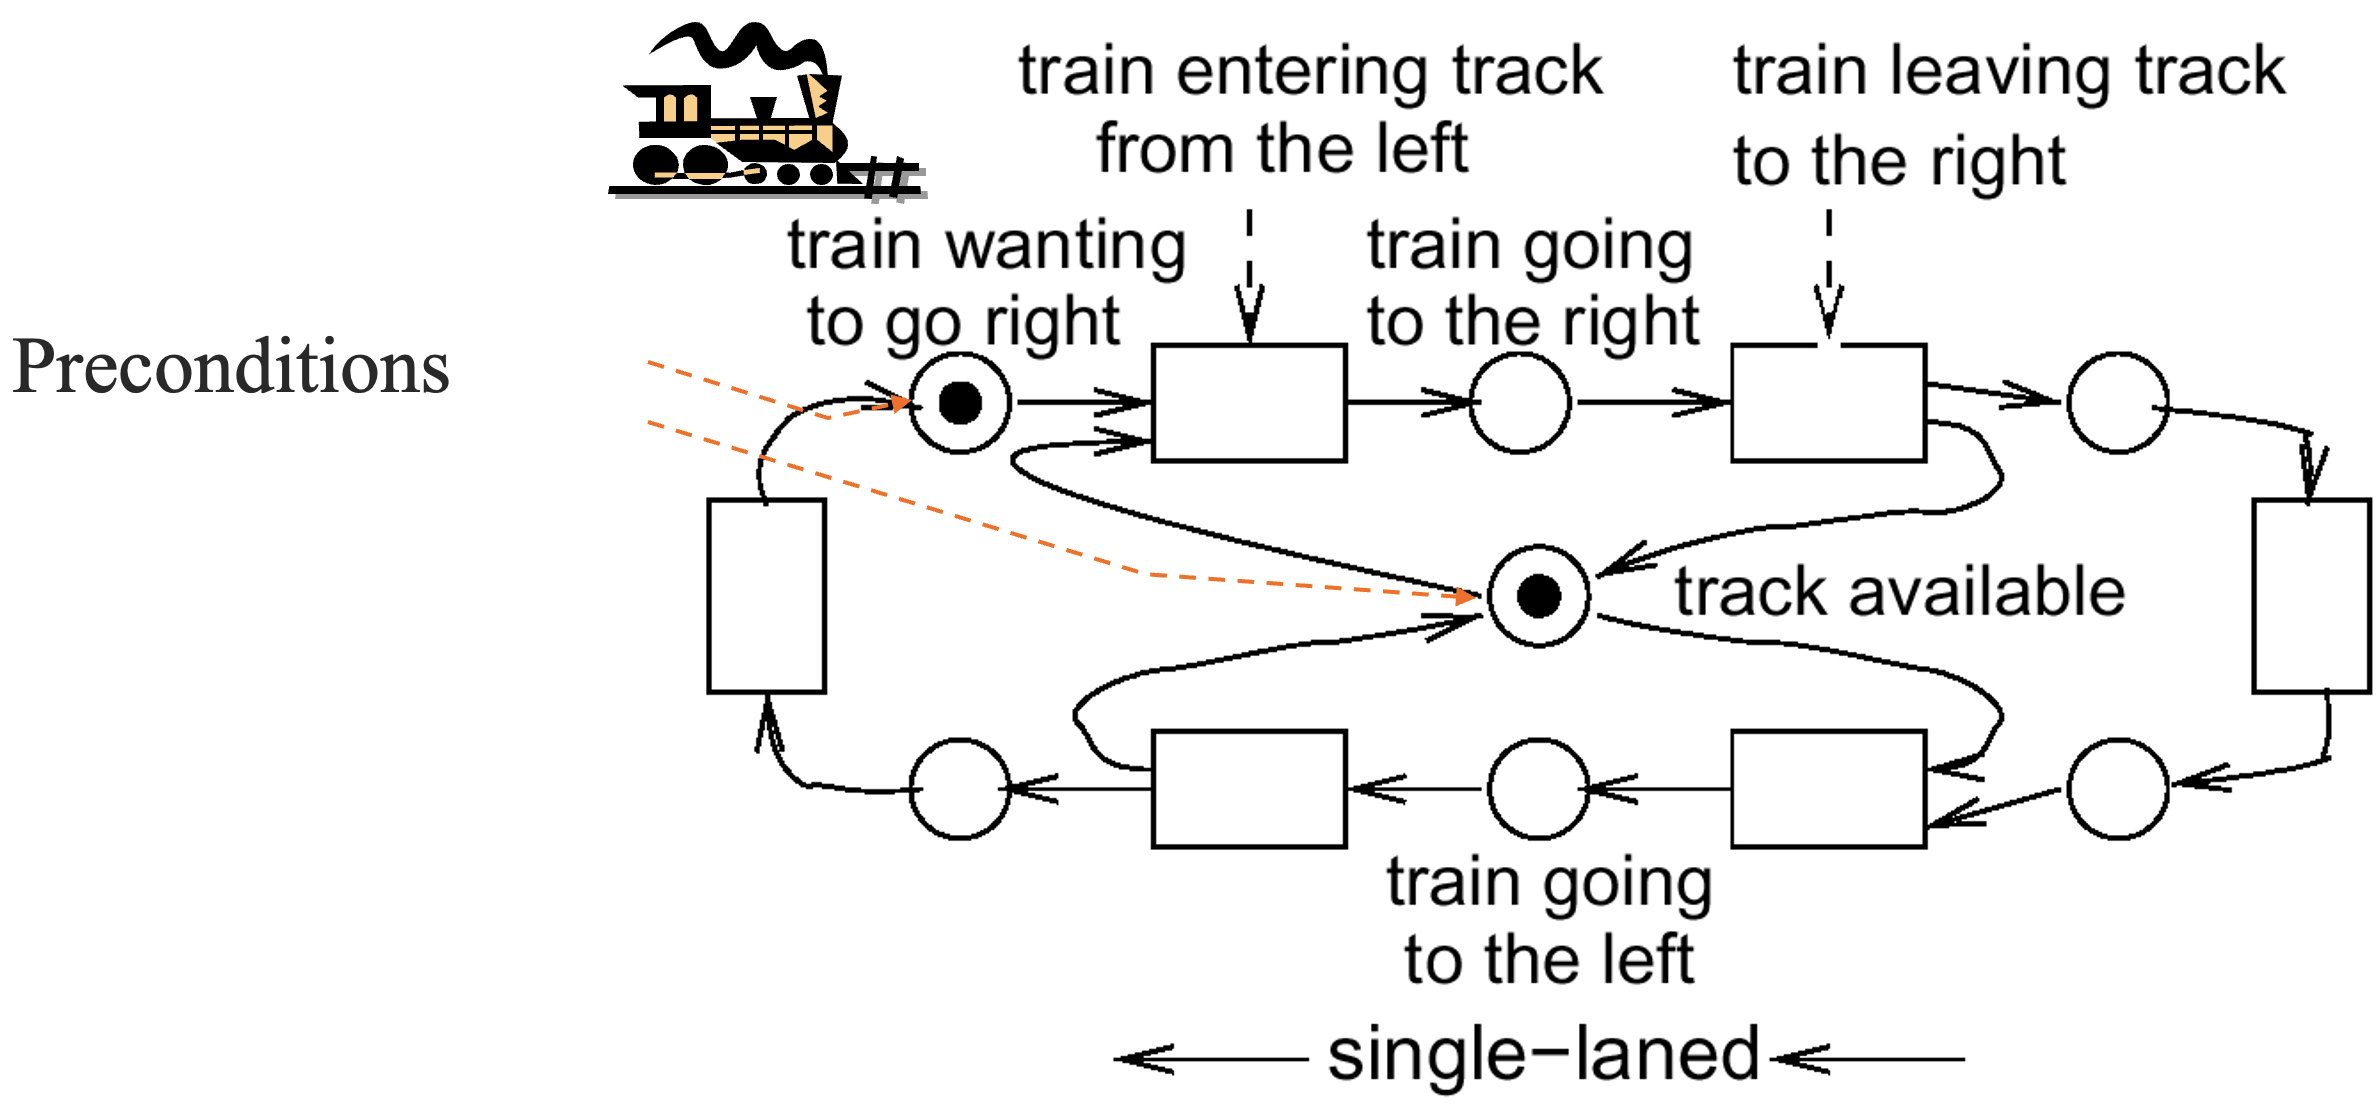 train entering track
from the left
train leaving track
to the right
train wanting
to go right
train going
to the right
Preconditions
track available
train going
to the left
single−laned